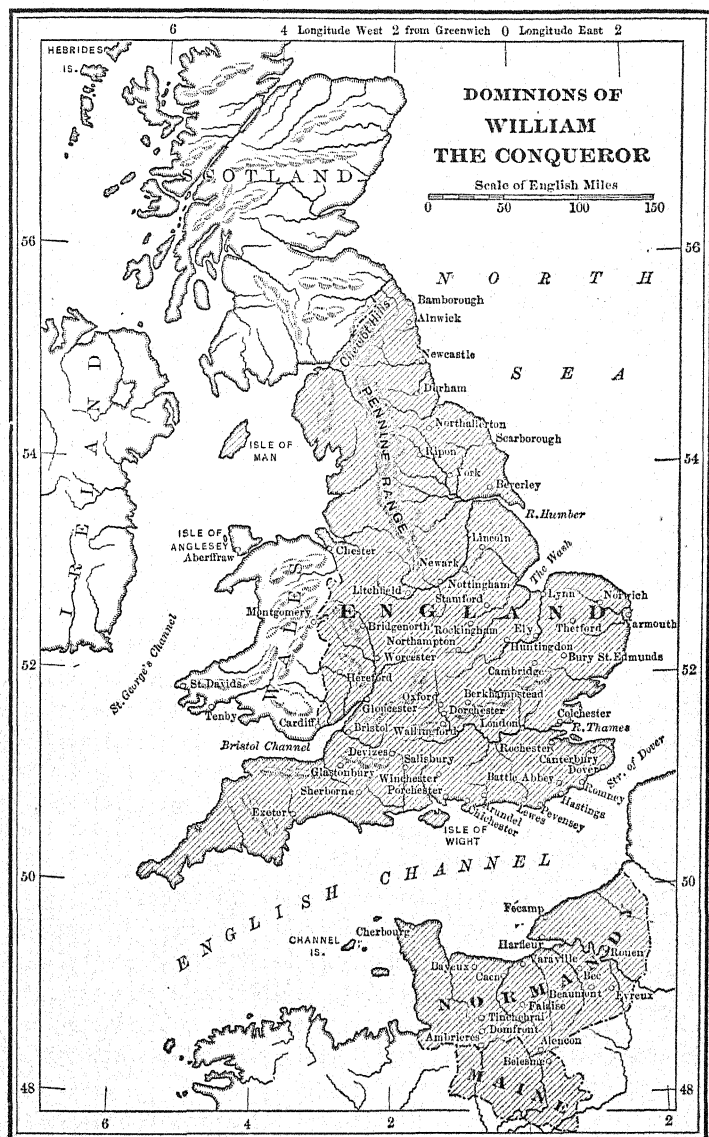 6 4 Longitude West 2 from Greenwich 0 Longitude East 2
HEBRIDES
IS.
DOMINIONS OF
WILLIAM
THE CONQUEROR
Scale of English Miles
0 50 100 150
SCOTLAND
56
56
NORTH
SEA
Bamborough
Alnwick
Cheviot Hills
Newcastle
Durham
PENNINE RANGE
Northallerton
Scarborough
Ripon
York
Beverley
R. Humber
IRELAND
ISLE OF
MAN
54
54
ISLE OF
ANGLESEY
Aberffraw
Chester
Lincoln
Newark
The Wash
Nottingham
Litchfield
Stamford
Lynn
Norwich
Yarmouth
ENGLAND
WALES
Montgomery
Bridgenorth
Rockingham
Ely
Thetford
Northampton
Huntingdon
Worcester
Bury St. Edmunds
Cambridge
52
52
St. George's Channel
St. Davids
Hereford
Tenby
Cardiff
Gloucester
Oxford
Berkhampstead
Dorchester
Colchester
Wallingford
London
R. Thames
Bristol
Bristol Channel
Devizes
Salisbury
Rochester
Canterbury
Dover
Str. of Dover
Glastonbury
Winchester
Battle Abbey
Romney
Sherborne
Porchester
Hastings
Pevensey
Lewes
Arundel
Chichester
Exeter
ISLE OF
WIGHT
50
50
ENGLISH CHANNEL
Fécamp
CHANNEL
IS.
Cherbourg
Harfleur
Varaville
Rouen
Bayeux
Caen
Bec
NORMANDY
Beaumont
Evreux
Falaise
Tinchebrai
Domfront
Ambrieres
Alencon
Belesme
MAINE
48
48
6 4 2 0 2